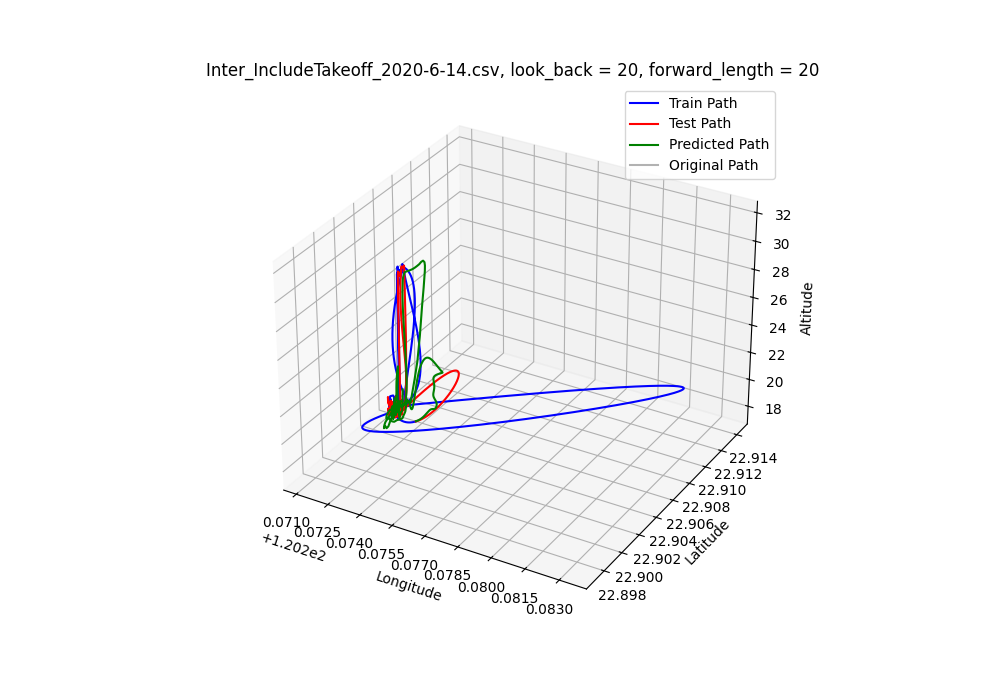 Inter_IncludeTakeoff_2020-6-14.csv, look_back = 20, forward_length = 20
Train Path
Test Path
Predicted Path
Original Path
32
30
28
26
24
22
20
18
Altitude
22.914
22.912
22.910
22.908
22.906
22.904
22.902
22.900
22.898
Latitude
0.0710
0.0725
0.0740
0.0755
0.0770
0.0785
0.0800
0.0815
0.0830
+1.202e2
Longitude